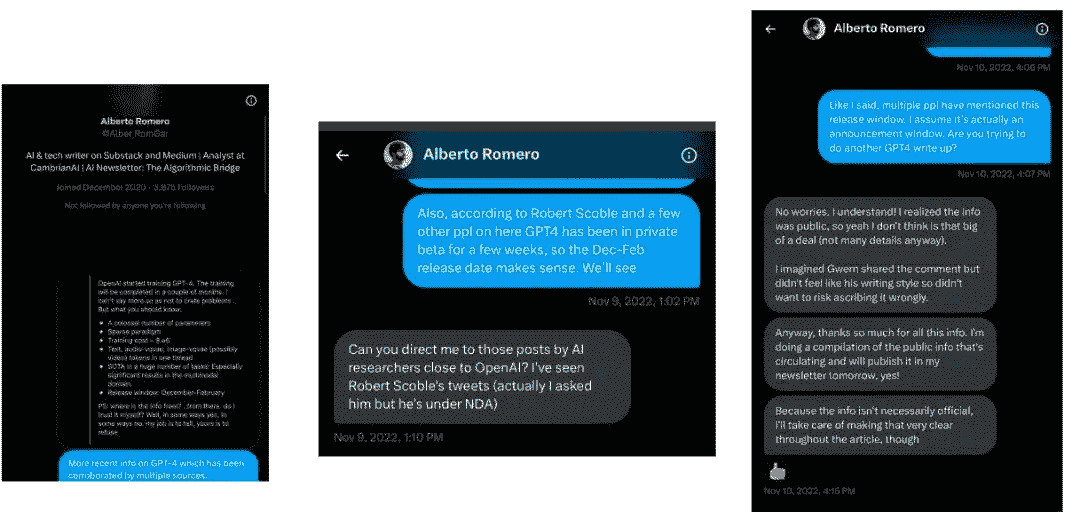 Alberto Romero
@Alber_RomGar
AI & tech writer on Substack and Medium | Analyst at
CambrianAI | AI Newsletter: The Algorithmic Bridge
Joined December 2020 · 3,875 Followers
Not followed by anyone you're following
OpenAI started training GPT-4. The training
will be completed in a couple of months. I
can't say more so as not to create problems.
But what you should know:
• A colossal number of parameters
• Sparse paradigm
• Training cost ~ $.e6
• Text, audio-vqvae, image-vqvae (possibly
video) tokens in one thread
• SOTA in a huge number of tasks! Especially
significant results in the multimodal
domain.
• Release window: December-February
PS: where is the info from? ..from there. do I
trust it myself? Well, in some ways yes, in
some ways no. my job is to tell, yours is to
refuse
More recent info on GPT-4 which has been
corroborated by multiple sources.
Alberto Romero
Also, according to Robert Scoble and a few
other ppl on here GPT4 has been in private
beta for a few weeks, so the Dec-Feb
release date makes sense. We'll see
Nov 9, 2022, 1:02 PM
Can you direct me to those posts by AI
researchers close to OpenAI? I've seen
Robert Scoble's tweets (actually I asked
him but he's under NDA)
Nov 9, 2022, 1:10 PM
Alberto Romero
Nov 10, 2022, 4:06 PM
Like I said, multiple ppl have mentioned this
release window. I assume it's actually an
announcement window. Are you trying to
do another GPT4 write up?
Nov 10, 2022, 4:07 PM
No worries, I understand! I realized the info
was public, so yeah I don't think is that big
of a deal (not many details anyway).
I imagined Gwern shared the comment but
didn't feel like his writing style so didn't
want to risk ascribing it wrongly.
Anyway, thanks so much for all this info. I'm
doing a compilation of the public info that's
circulating and will publish it in my
newsletter tomorrow, yes!
Because the info isn't necessarily official,
I'll take care of making that very clear
throughout the article, though
Nov 10, 2022, 4:15 PM